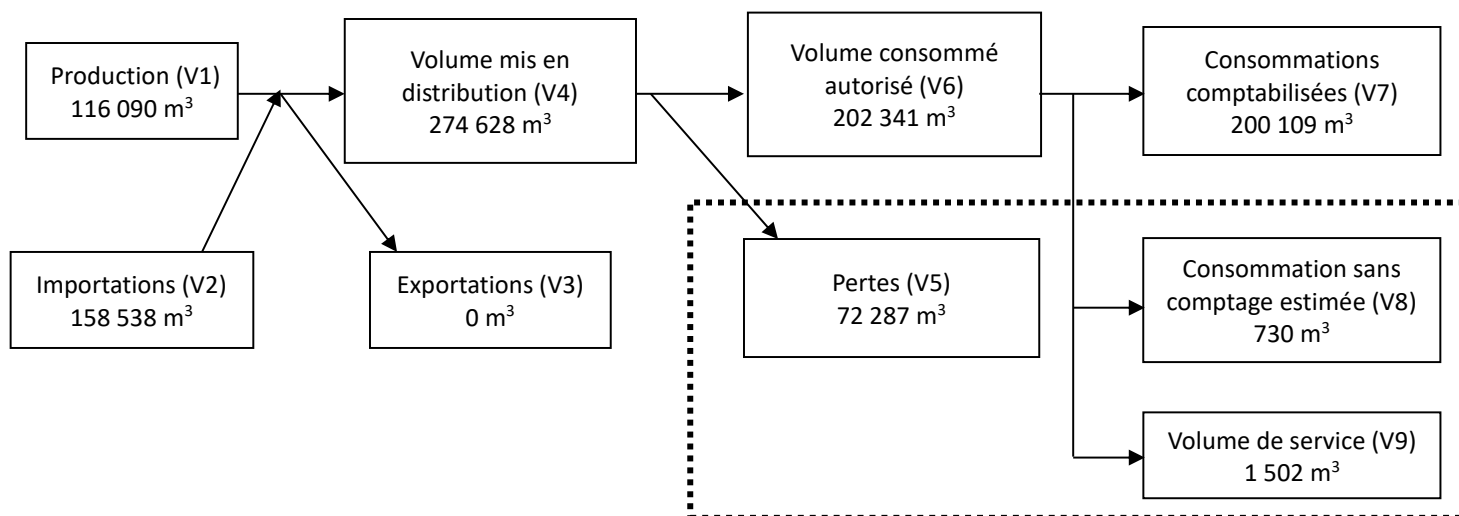 Production (V1)
116 090 m³
Volume mis en
distribution (V4)
274 628 m³
Volume consommé
autorisé (V6)
202 341 m³
Consommations
comptabilisées (V7)
200 109 m³
Importations (V2)
158 538 m³
Exportations (V3)
0 m³
Pertes (V5)
72 287 m³
Consommation sans
comptage estimée (V8)
730 m³
Volume de service (V9)
1 502 m³